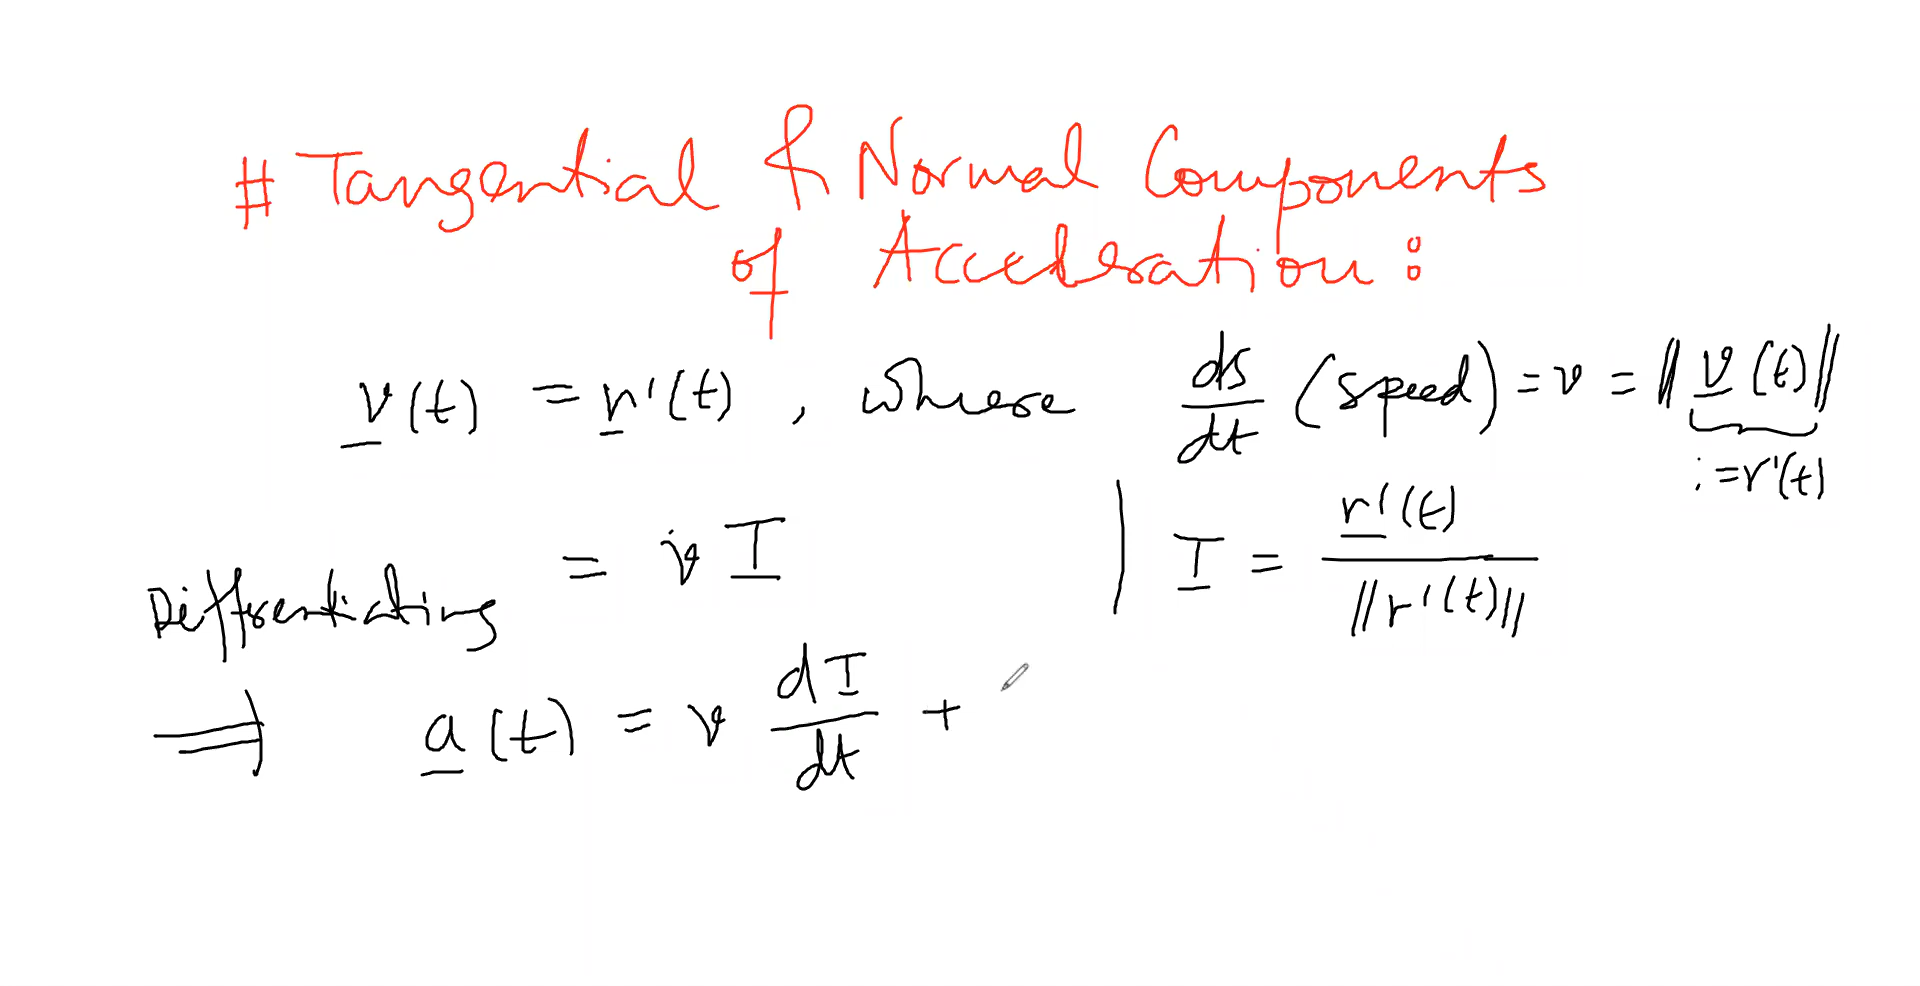 # Tangential & Normal Components
of Acceleration :
v(t) = r'(t) , where ds/dt (speed) = v = ||v(t)||
:= r'(t)
= v T | T = r'(t) / ||r'(t)||
Differentiating
⟹ a(t) = v dT/dt +